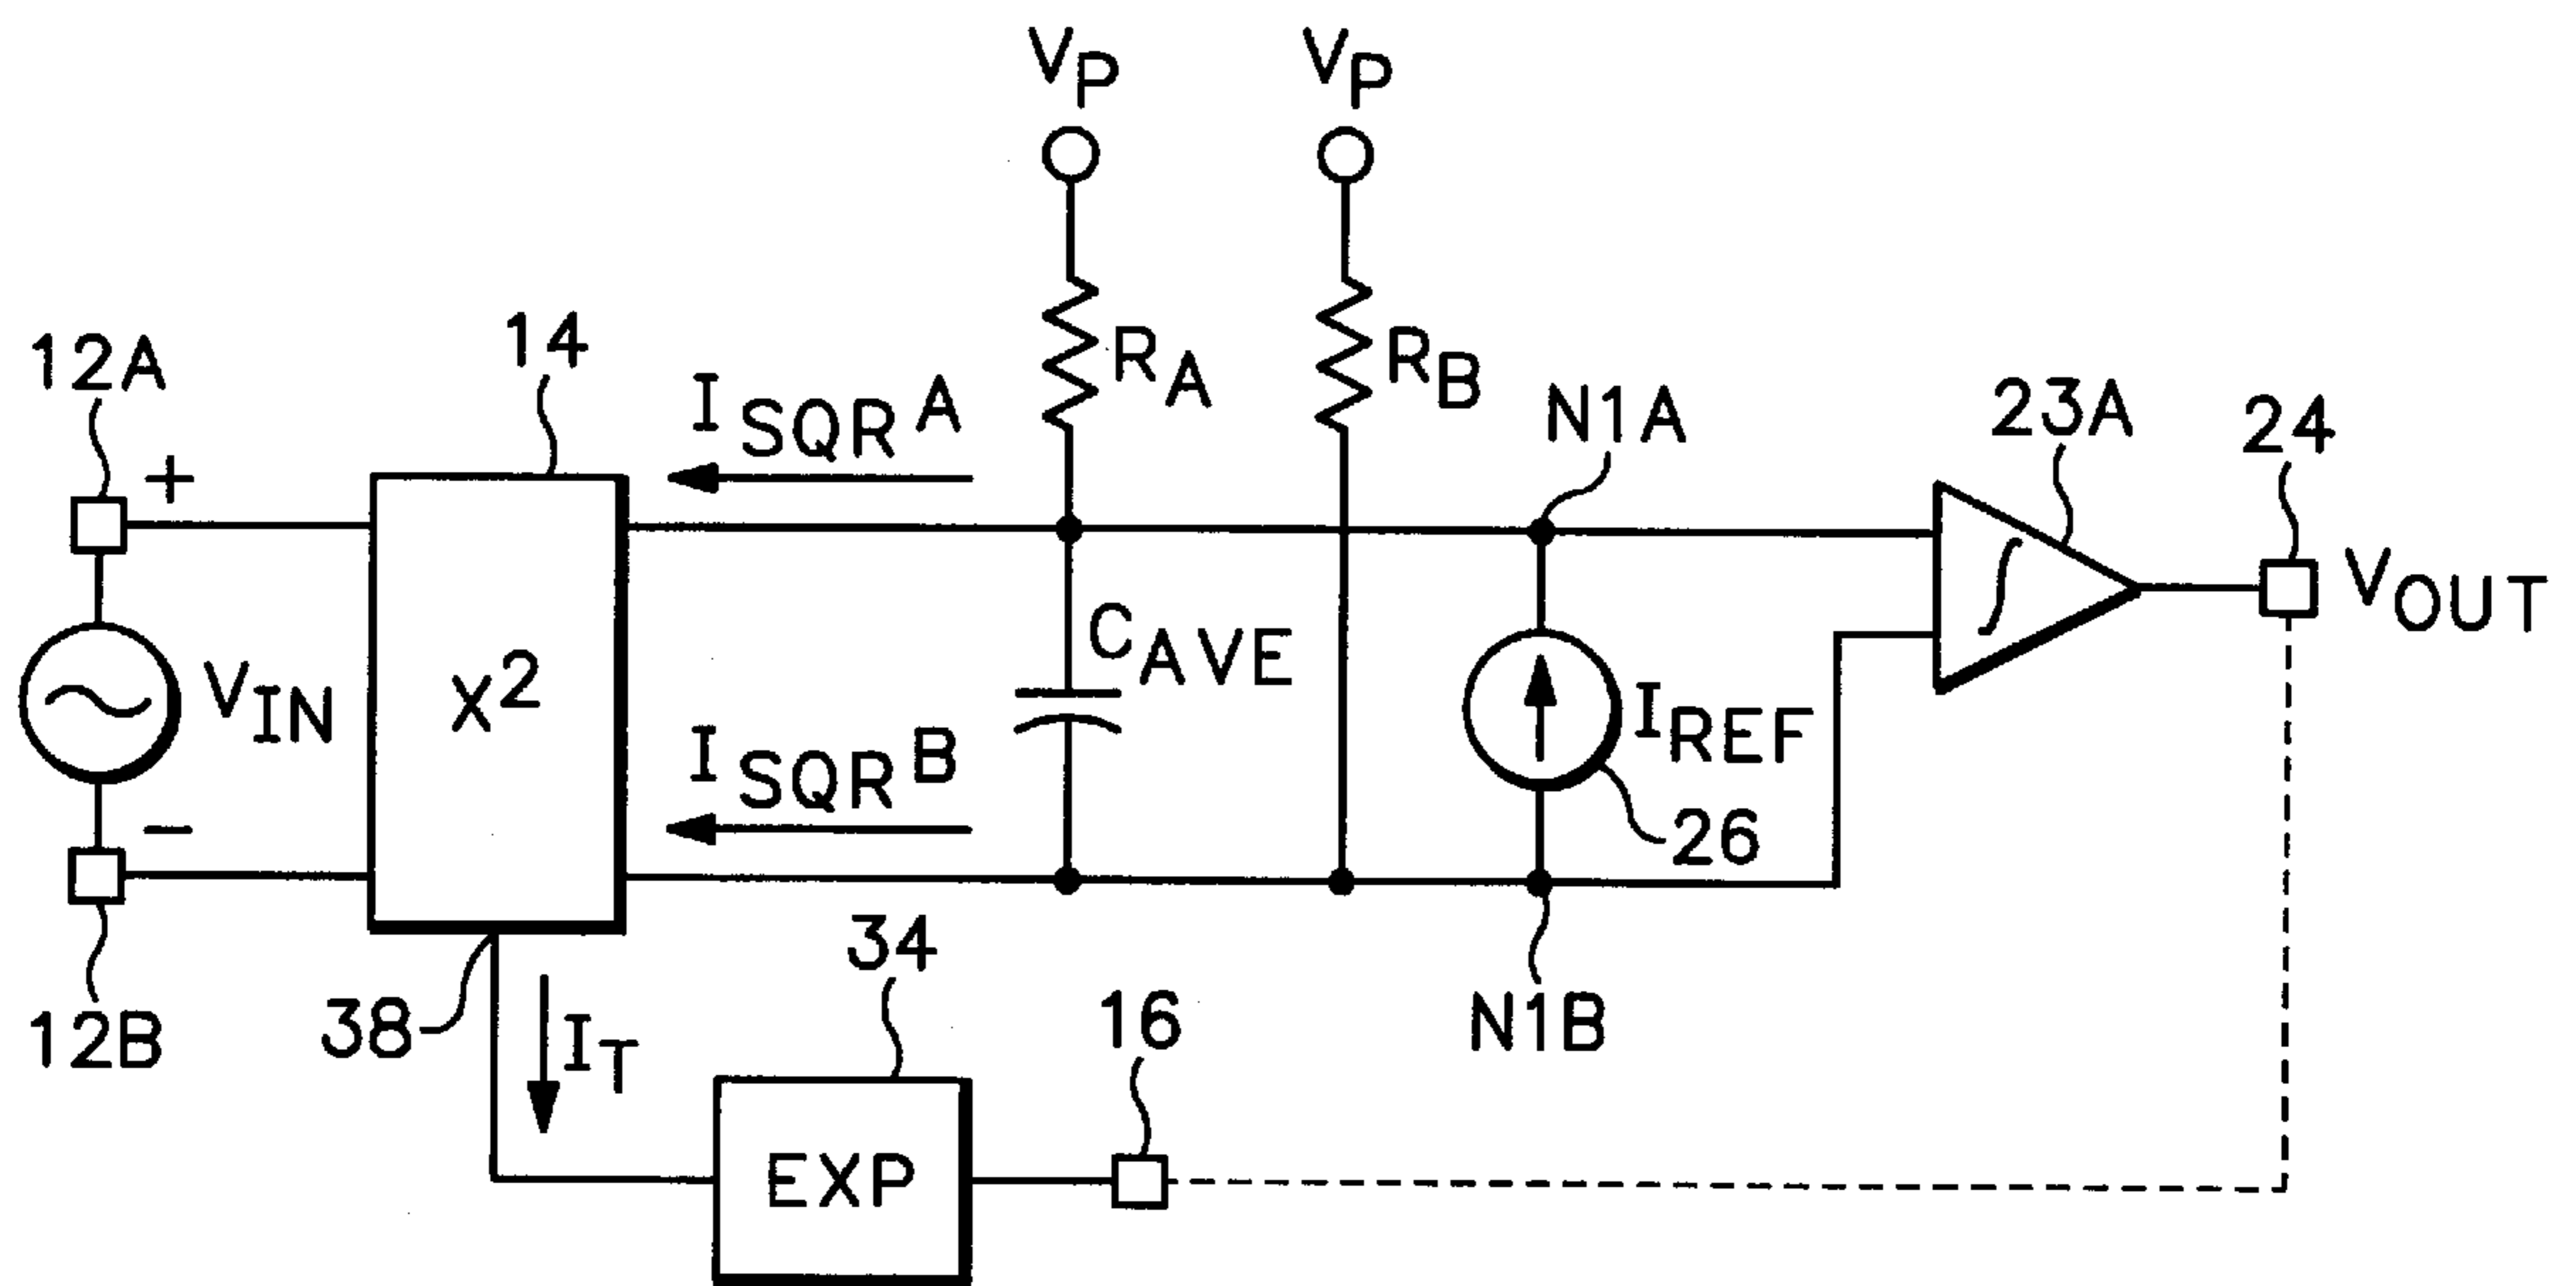 VP VP
12A
14
ISQRA
RA
RB
N1A
23A
24
+
VIN
X2
CAVE
IREF
VOUT
ISQRB
26
−
12B
38
IT
34
16
N1B
EXP